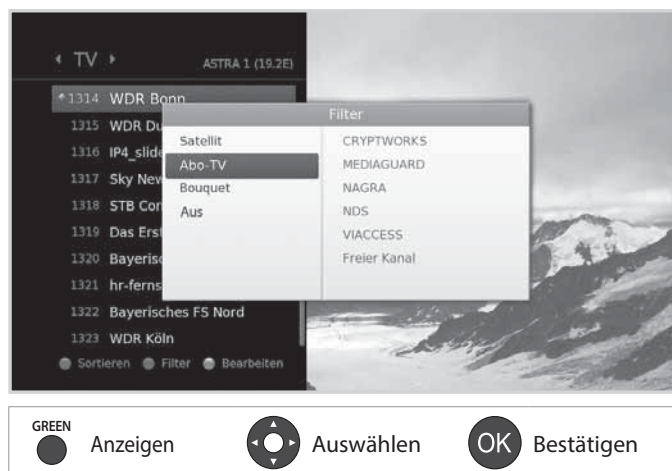 TV
ASTRA 1 (19.2E)
1314 WDR Bonn
1315 WDR Du
1316 IP4_slide
1317 Sky New
1318 STB Cor
1319 Das Erst
1320 Bayerisc
1321 hr-ferns
1322 Bayerisches FS Nord
1323 WDR Köln
Sortieren Filter Bearbeiten
Filter
Satellit
Abo-TV
Bouquet
Aus
CRYPTWORKS
MEDIAGUARD
NAGRA
NDS
VIACCESS
Freier Kanal
GREEN
Anzeigen
Auswählen
OK Bestätigen